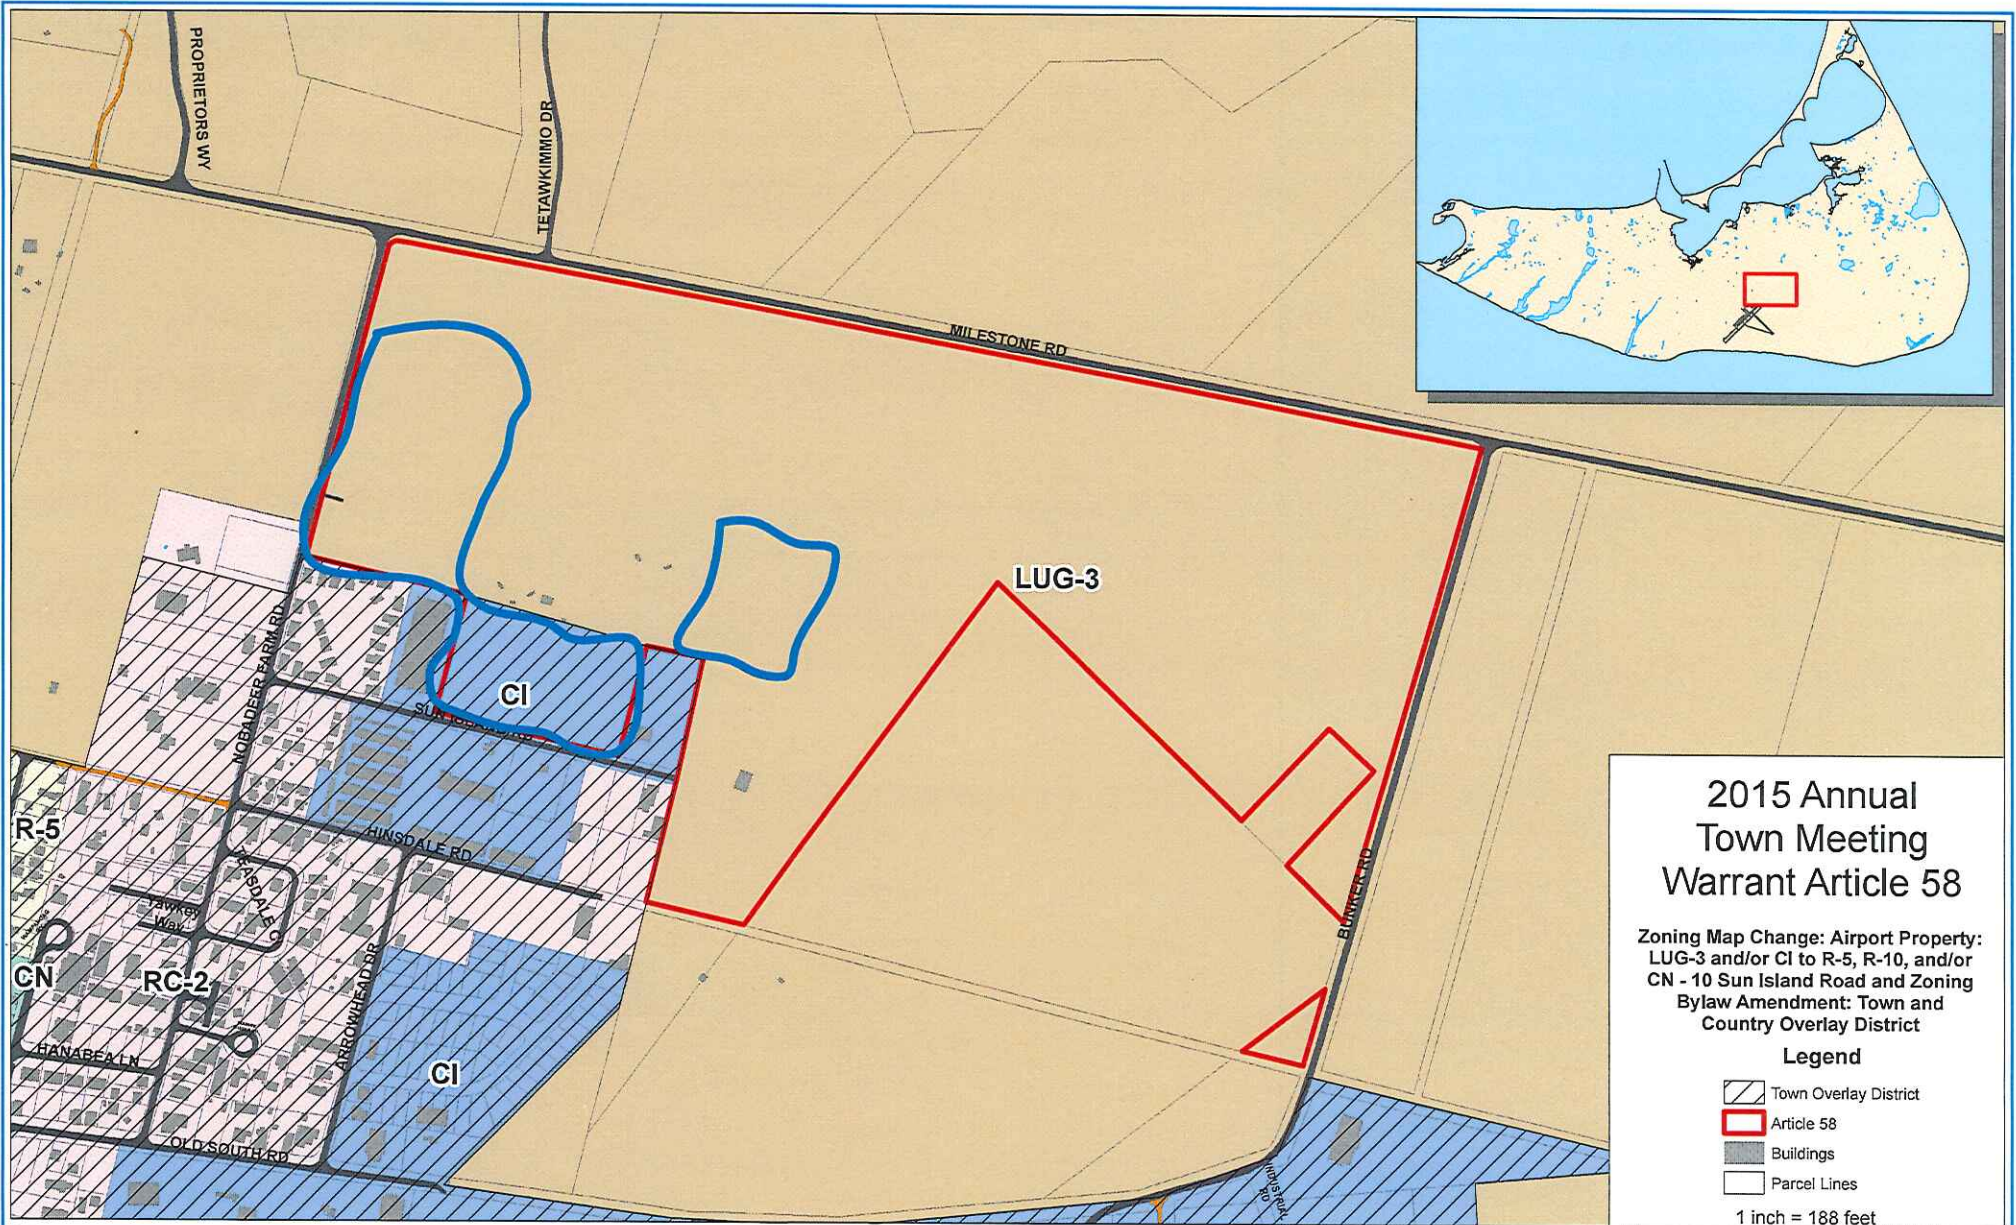 PROPRIETORS WY
TETAWKIMMO DR
MILESTONE RD
LUG-3
CI
NOBADEER FARM RD
HINSDALE RD
R-5
TEASDALE C
Yawkey
Way
CN
RC-2
ARROWHEAD DR
HANABEA LN
CI
OLD SOUTH RD
BUNKER RD
INDUSTRIAL
RD
2015 Annual
Town Meeting
Warrant Article 58
Zoning Map Change: Airport Property:
LUG-3 and/or CI to R-5, R-10, and/or
CN - 10 Sun Island Road and Zoning
Bylaw Amendment: Town and
Country Overlay District
Legend
Town Overlay District
Article 58
Buildings
Parcel Lines
1 inch = 188 feet